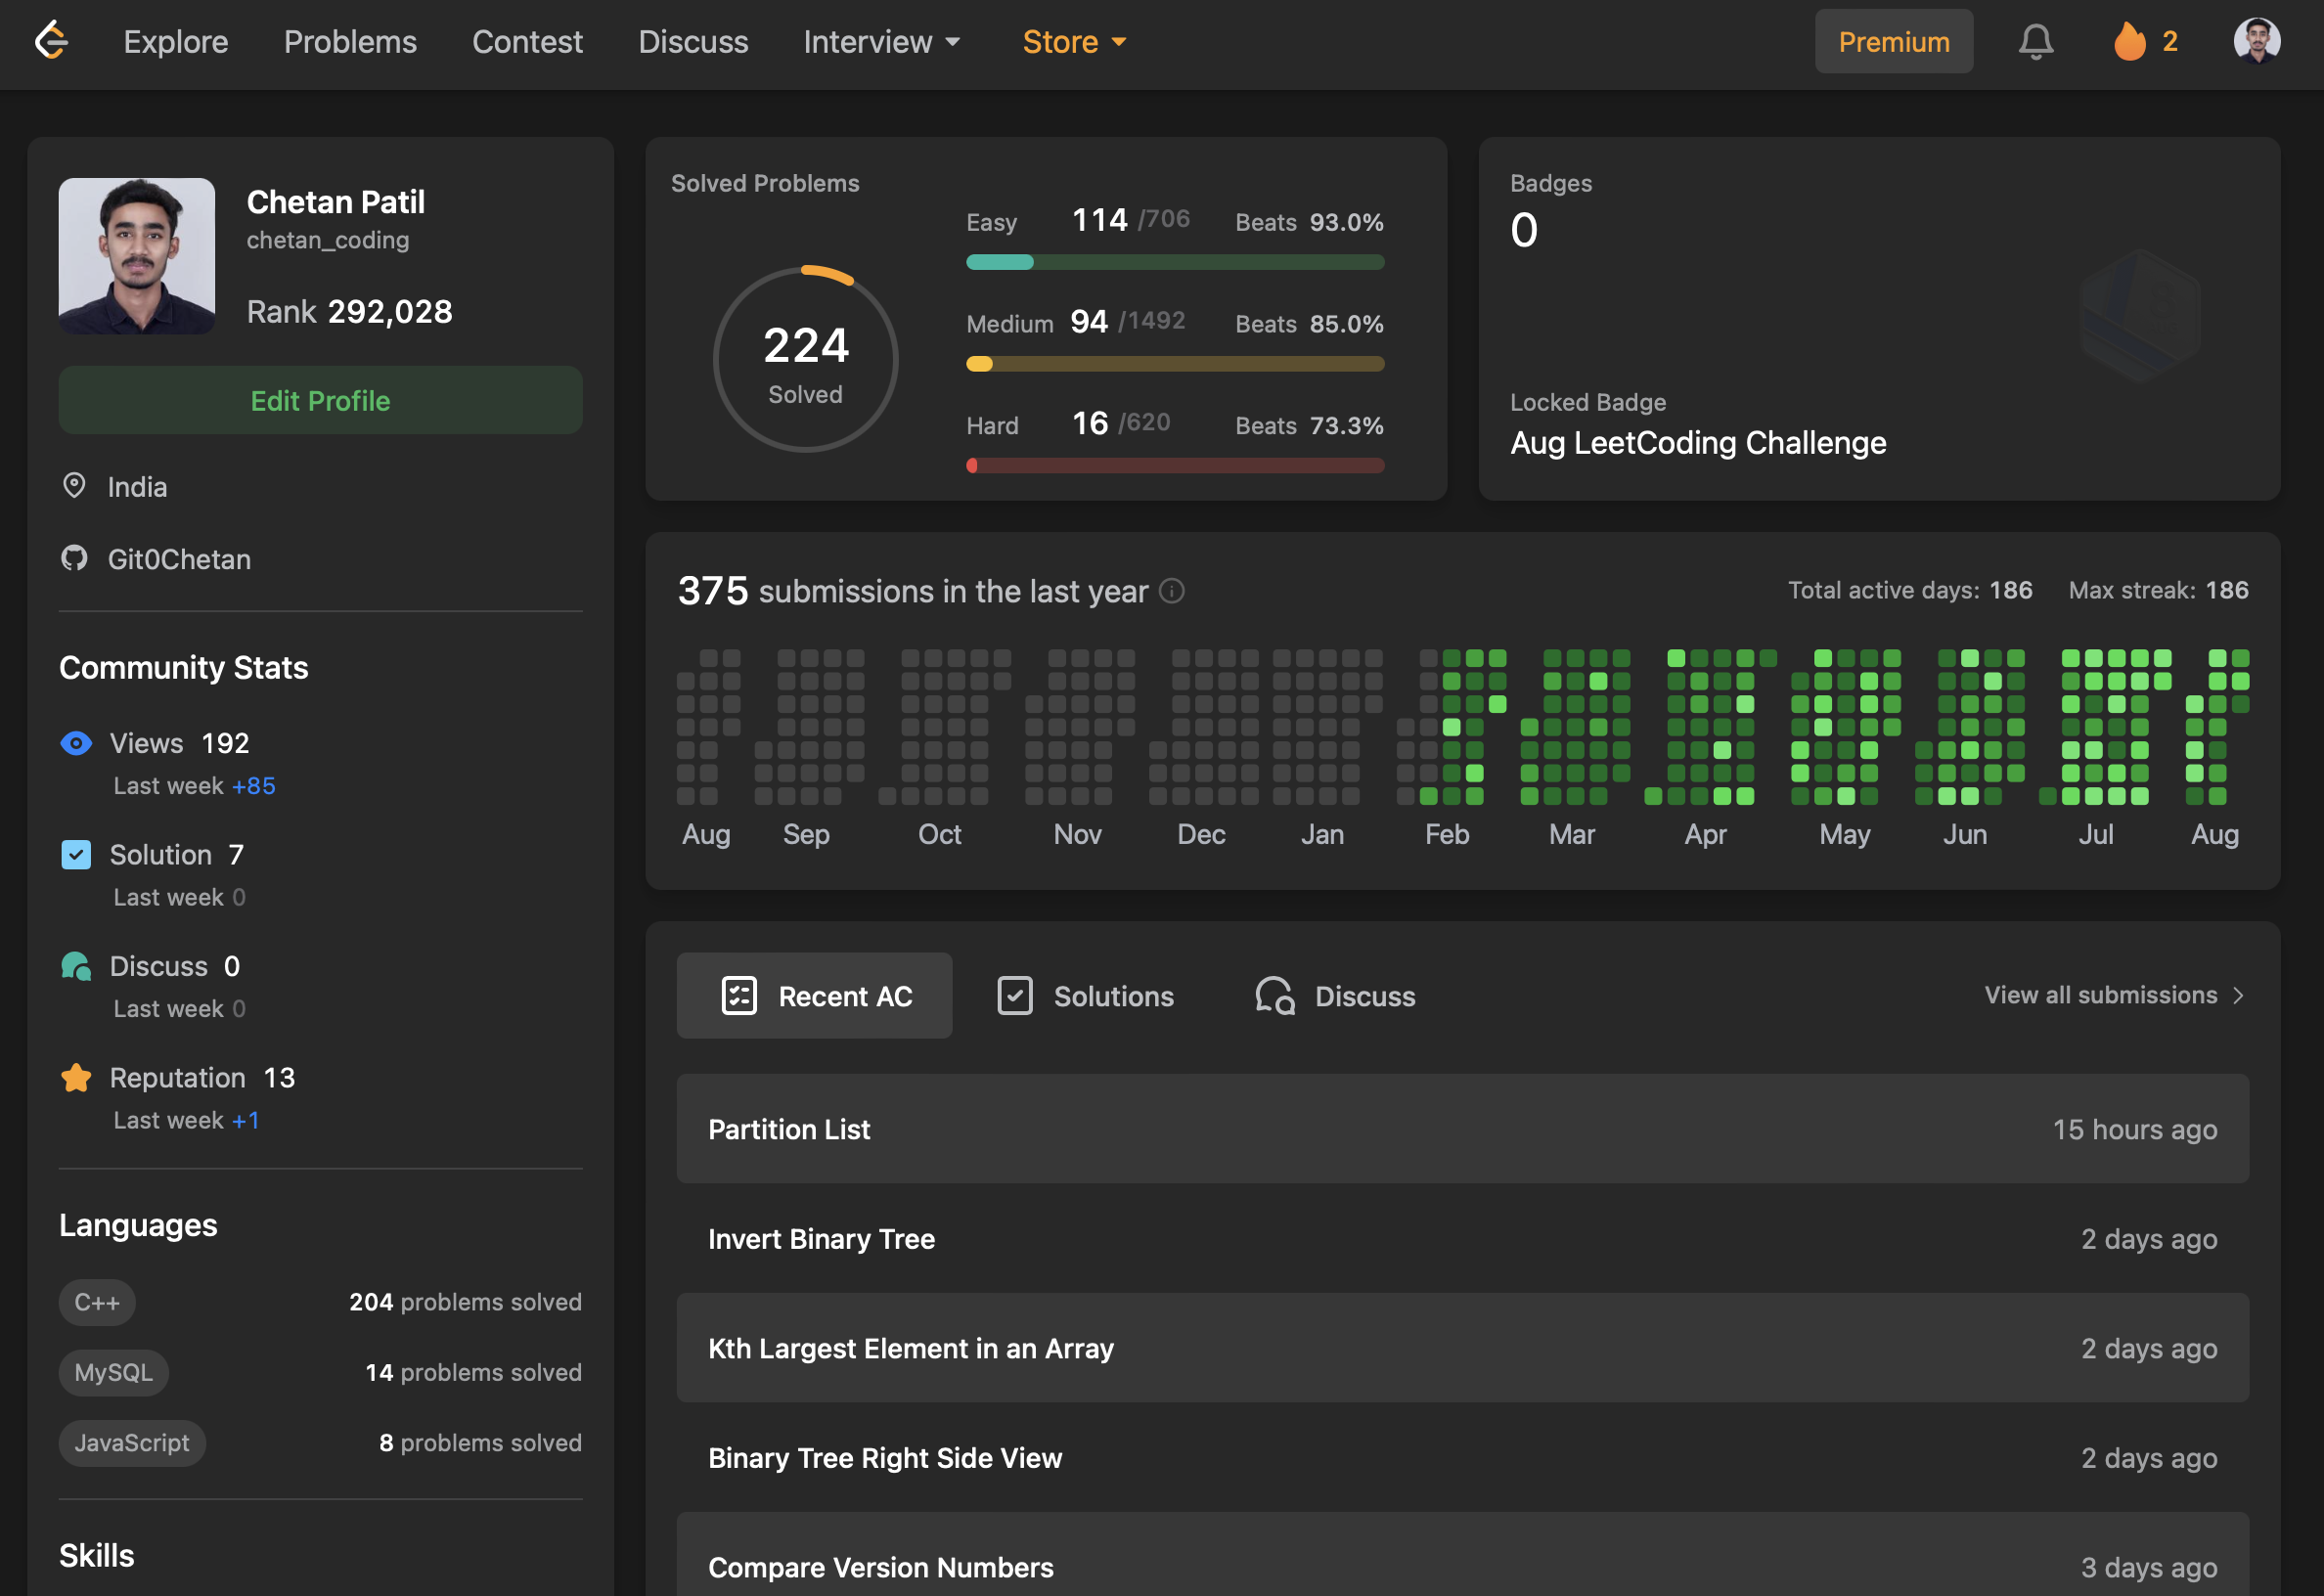 Explore Problems Contest Discuss Interview Store Premium 2
Chetan Patil
chetan_coding
Rank 292,028
Edit Profile
India
Git0Chetan
Community Stats
Views 192
Last week +85
Solution 7
Last week 0
Discuss 0
Last week 0
Reputation 13
Last week +1
Languages
C++ 204 problems solved
MySQL 14 problems solved
JavaScript 8 problems solved
Skills
Solved Problems
224
Solved
Easy 114 /706 Beats 93.0%
Medium 94 /1492 Beats 85.0%
Hard 16 /620 Beats 73.3%
Badges
0
Locked Badge
Aug LeetCoding Challenge
375 submissions in the last year Total active days: 186 Max streak: 186
Aug Sep Oct Nov Dec Jan Feb Mar Apr May Jun Jul Aug
Recent AC Solutions Discuss View all submissions
Partition List 15 hours ago
Invert Binary Tree 2 days ago
Kth Largest Element in an Array 2 days ago
Binary Tree Right Side View 2 days ago
Compare Version Numbers 3 days ago